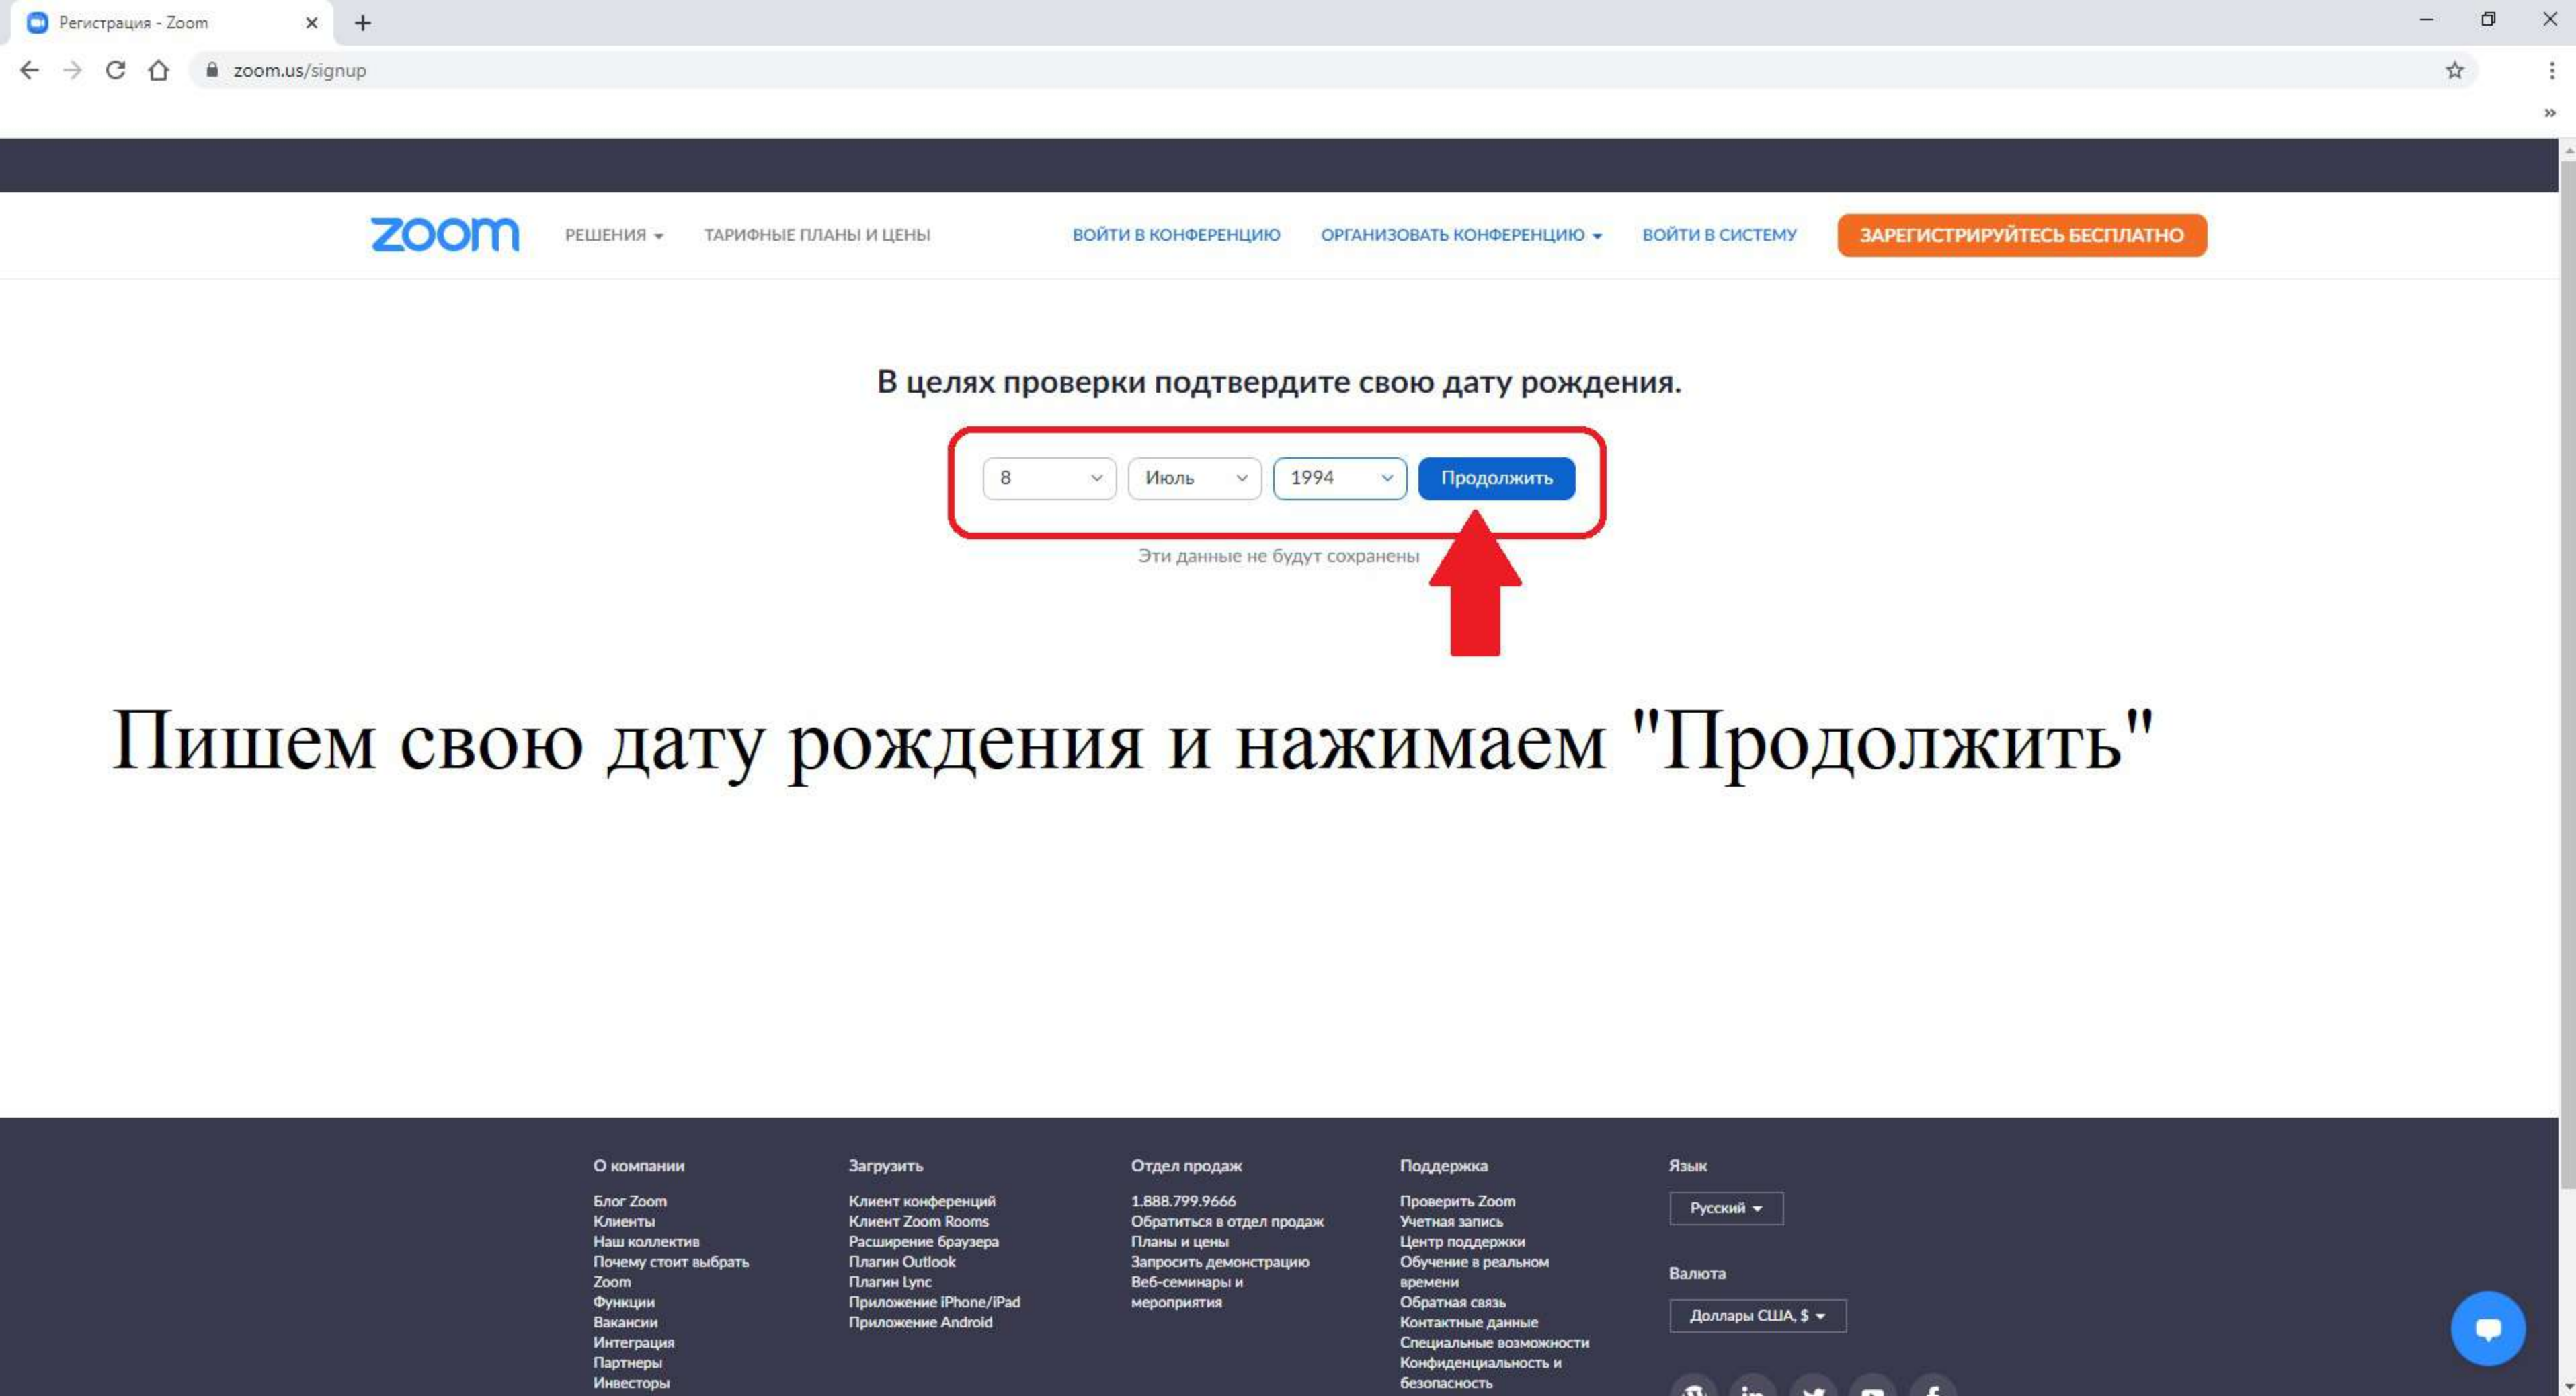 Регистрация - Zoom
zoom.us/signup
zoom
РЕШЕНИЯ
ТАРИФНЫЕ ПЛАНЫ И ЦЕНЫ
ВОЙТИ В КОНФЕРЕНЦИЮ
ОРГАНИЗОВАТЬ КОНФЕРЕНЦИЮ
ВОЙТИ В СИСТЕМУ
ЗАРЕГИСТРИРУЙТЕСЬ БЕСПЛАТНО
В целях проверки подтвердите свою дату рождения.
8
Июль
1994
Продолжить
Эти данные не будут сохранены
Пишем свою дату рождения и нажимаем "Продолжить"
О компании
Блог Zoom
Клиенты
Наш коллектив
Почему стоит выбрать
Zoom
Функции
Вакансии
Интеграция
Партнеры
Инвесторы
Загрузить
Клиент конференций
Клиент Zoom Rooms
Расширение браузера
Плагин Outlook
Плагин Lync
Приложение iPhone/iPad
Приложение Android
Отдел продаж
1.888.799.9666
Обратиться в отдел продаж
Планы и цены
Запросить демонстрацию
Веб-семинары и
мероприятия
Поддержка
Проверить Zoom
Учетная запись
Центр поддержки
Обучение в реальном
времени
Обратная связь
Контактные данные
Специальные возможности
Конфиденциальность и
безопасность
Язык
Русский
Валюта
Доллары США, $